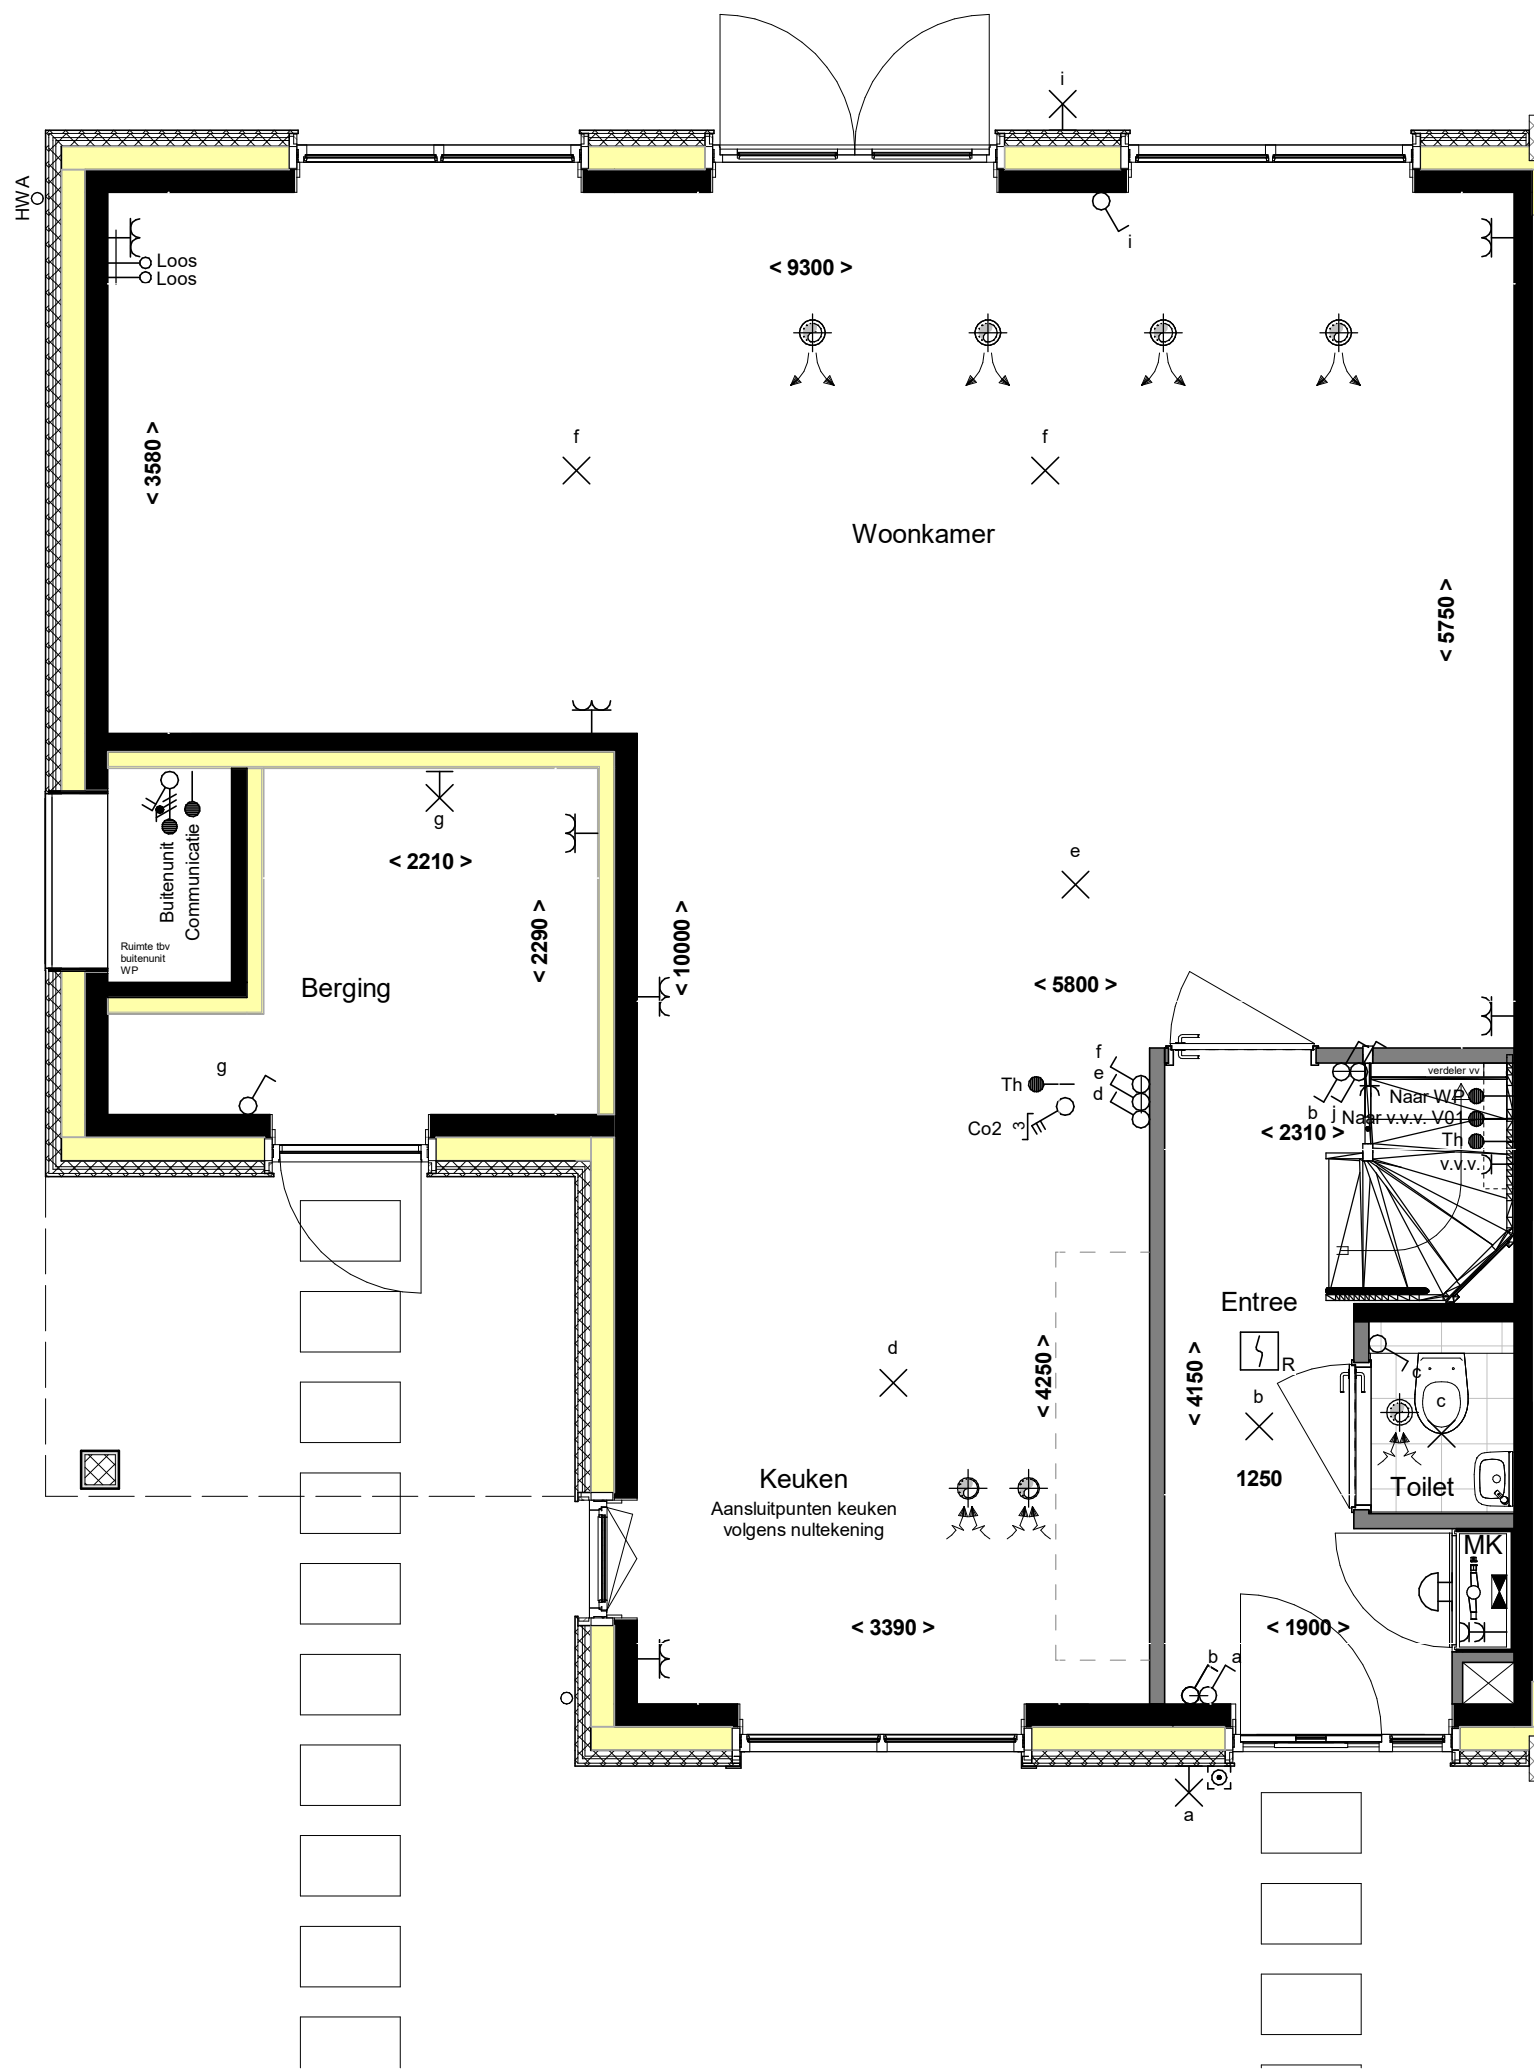 i
HWA
i
Loos
Loos
< 9300 >
< 3580 >
f
f
Woonkamer
< 5750 >
g
Buitenunit
Communicatie
< 2210 >
e
< 2290 >
< 10000 >
Ruimte tbv
buitenunit
WP
Berging
< 5800 >
g
f
e
d
Th
Co2
3
verdeler vv
Naar WP
b
j
Naar v.v.v. V01
< 2310 >
Th
v.v.v.
Entree
d
< 4250 >
< 4150 >
R
c
c
b
Keuken
Aansluitpunten keuken
volgens nultekening
1250
Toilet
MK
< 3390 >
< 1900 >
b
a
a